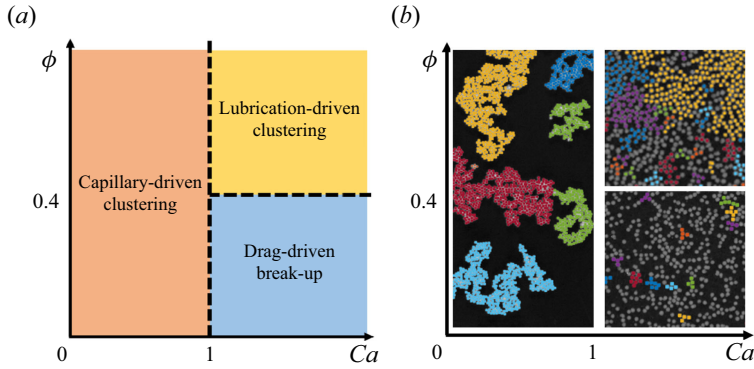 (a)
ϕ
Lubrication-driven
clustering
Capillary-driven
clustering
0.4
Drag-driven
break-up
0
1
Ca
(b)
ϕ
0.4
0
1
Ca